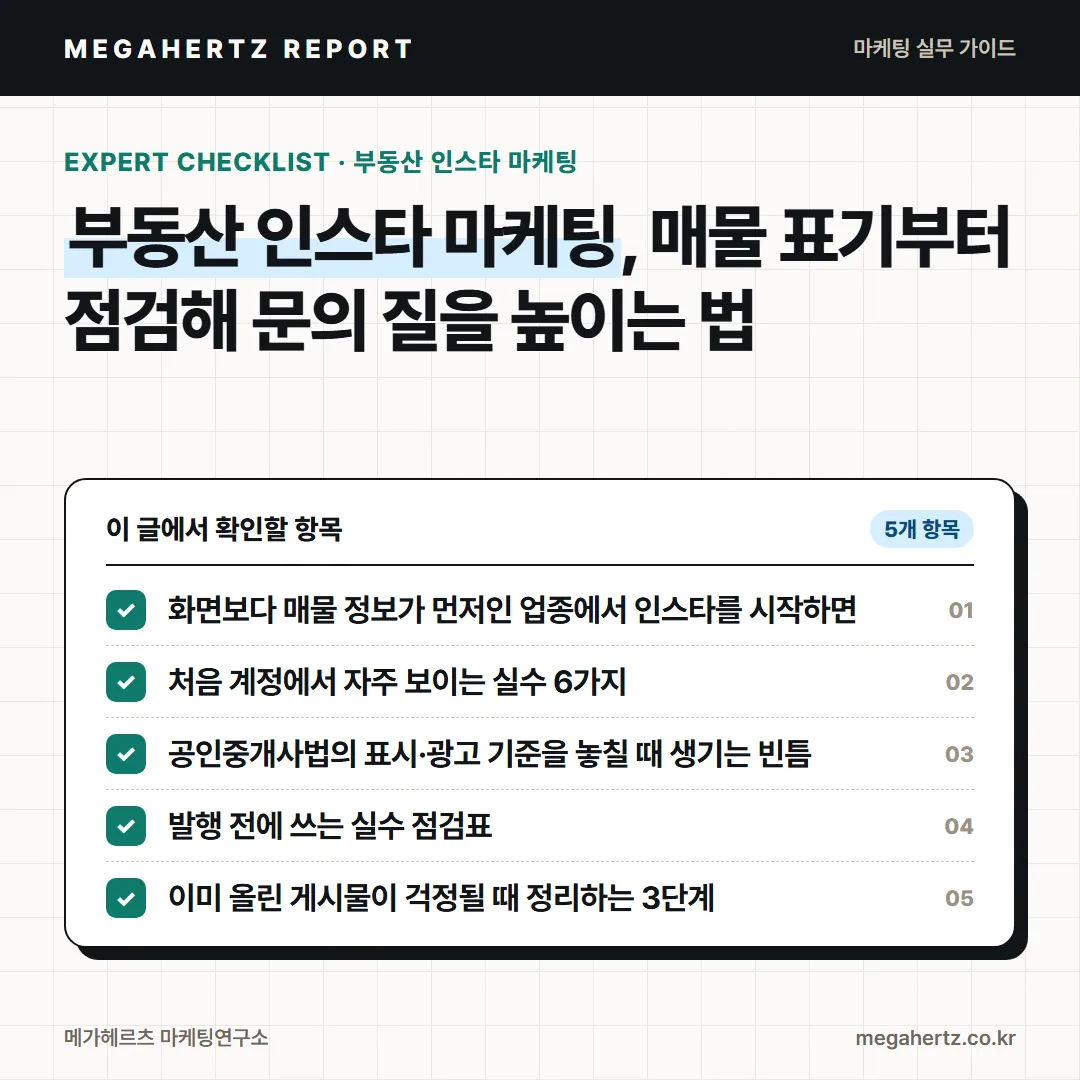 MEGAHERTZ REPORT
마케팅 실무 가이드
EXPERT CHECKLIST · 부동산 인스타 마케팅
부동산 인스타 마케팅, 매물 표기부터
점검해 문의 질을 높이는 법
이 글에서 확인할 항목
5개 항목
화면보다 매물 정보가 먼저인 업종에서 인스타를 시작하면
01
처음 계정에서 자주 보이는 실수 6가지
02
공인중개사법의 표시·광고 기준을 놓칠 때 생기는 빈틈
03
발행 전에 쓰는 실수 점검표
04
이미 올린 게시물이 걱정될 때 정리하는 3단계
05
메가헤르츠 마케팅연구소
megahertz.co.kr